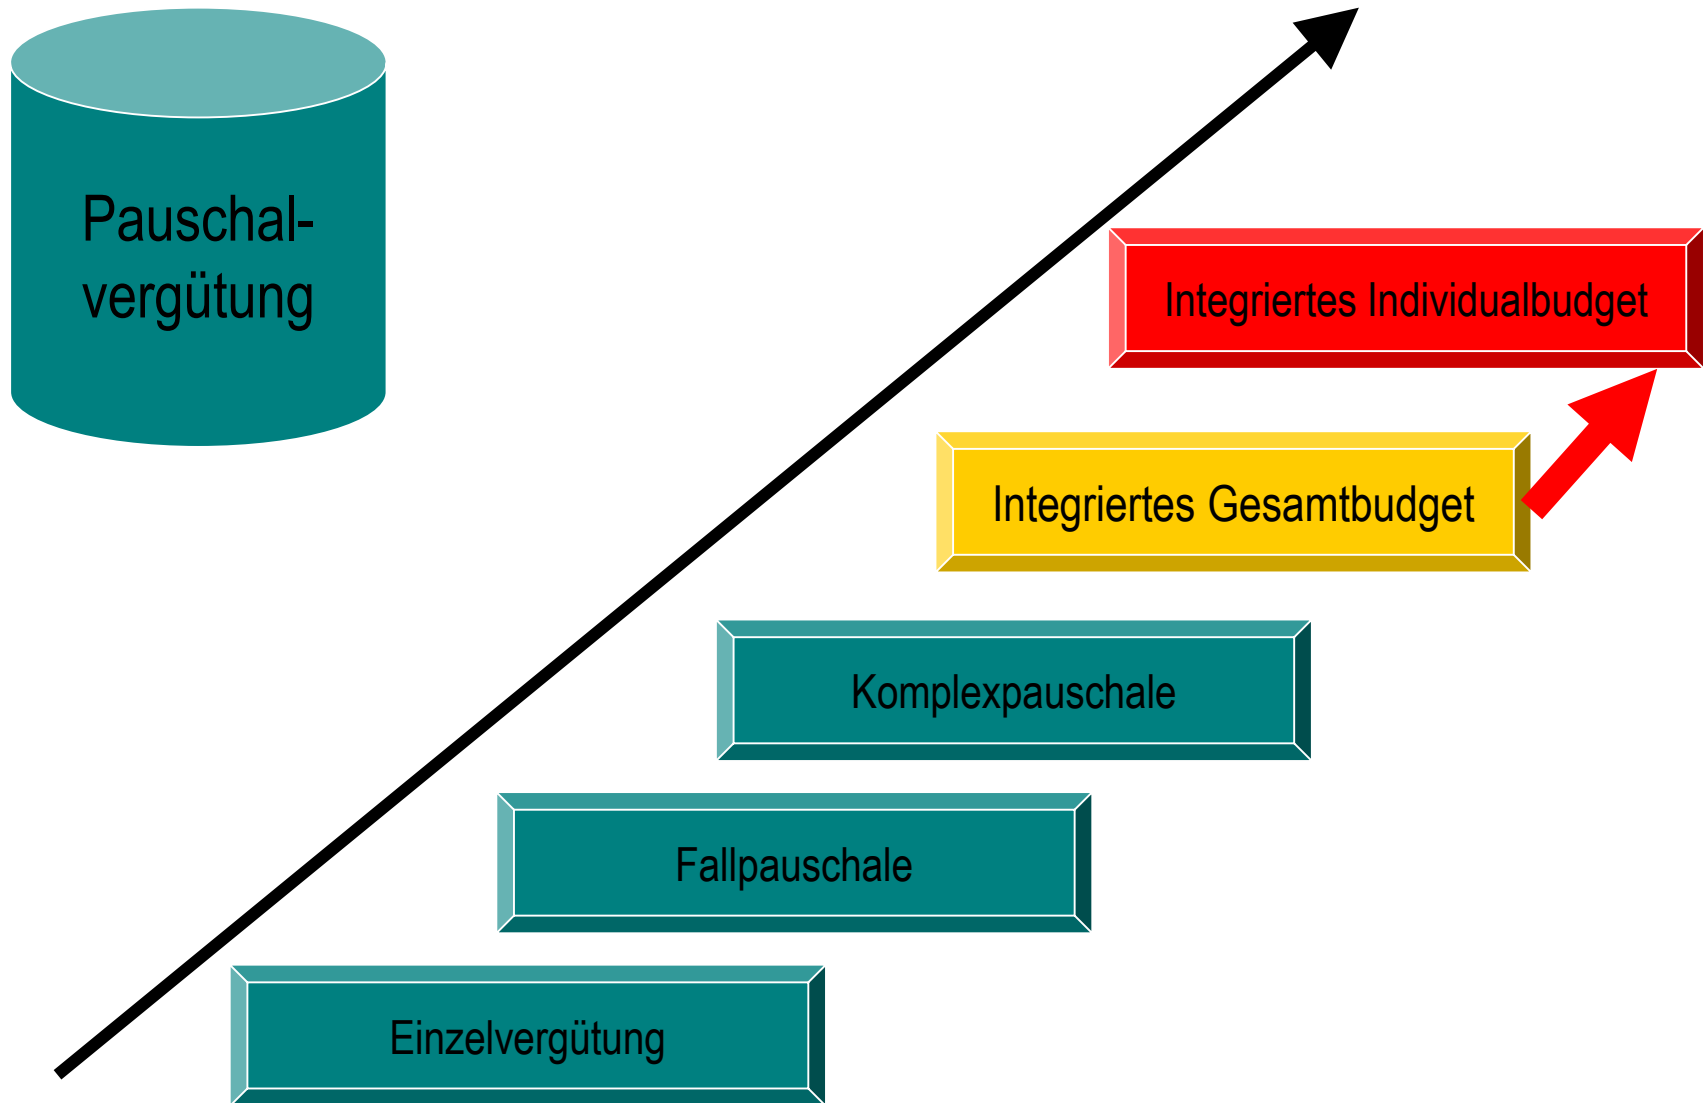 Pauschal-
vergütung
Integriertes Individualbudget
Integriertes Gesamtbudget
Komplexpauschale
Fallpauschale
Einzelvergütung